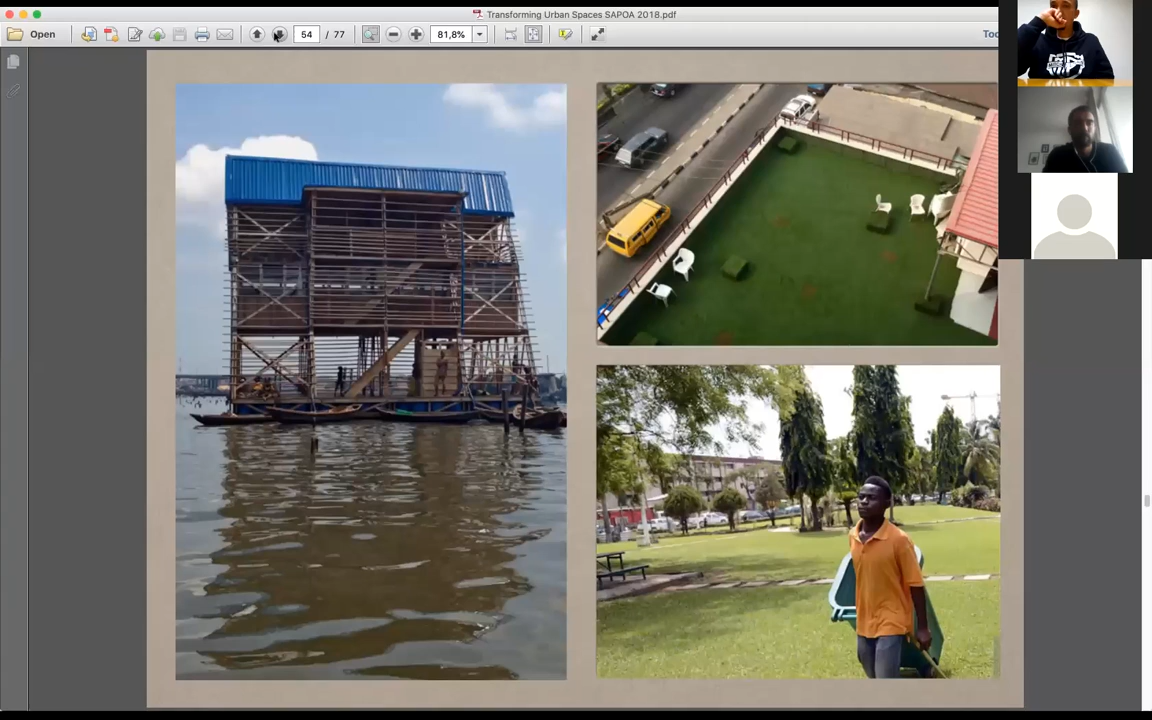 Transforming Urban Spaces SAPOA 2018.pdf
Open
54 / 77
81,8%
Too